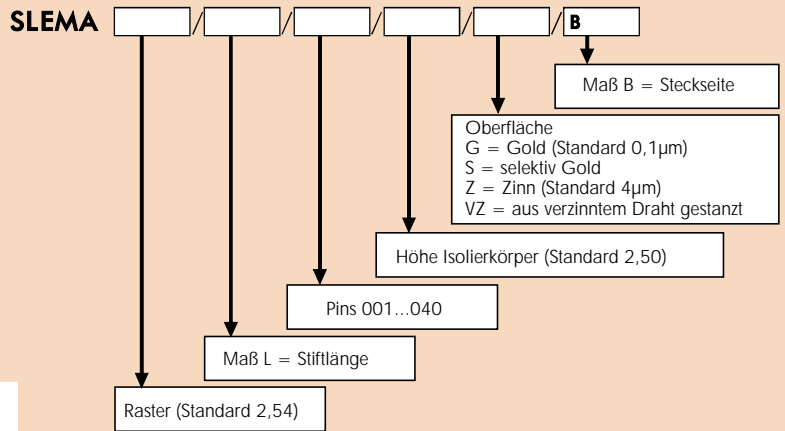 SLEMA / / / / / B
Maß B = Steckseite
Oberfläche
G = Gold (Standard 0,1µm)
S = selektiv Gold
Z = Zinn (Standard 4µm)
VZ = aus verzinntem Draht gestanzt
Höhe Isolierkörper (Standard 2,50)
Pins 001...040
Maß L = Stiftlänge
Raster (Standard 2,54)